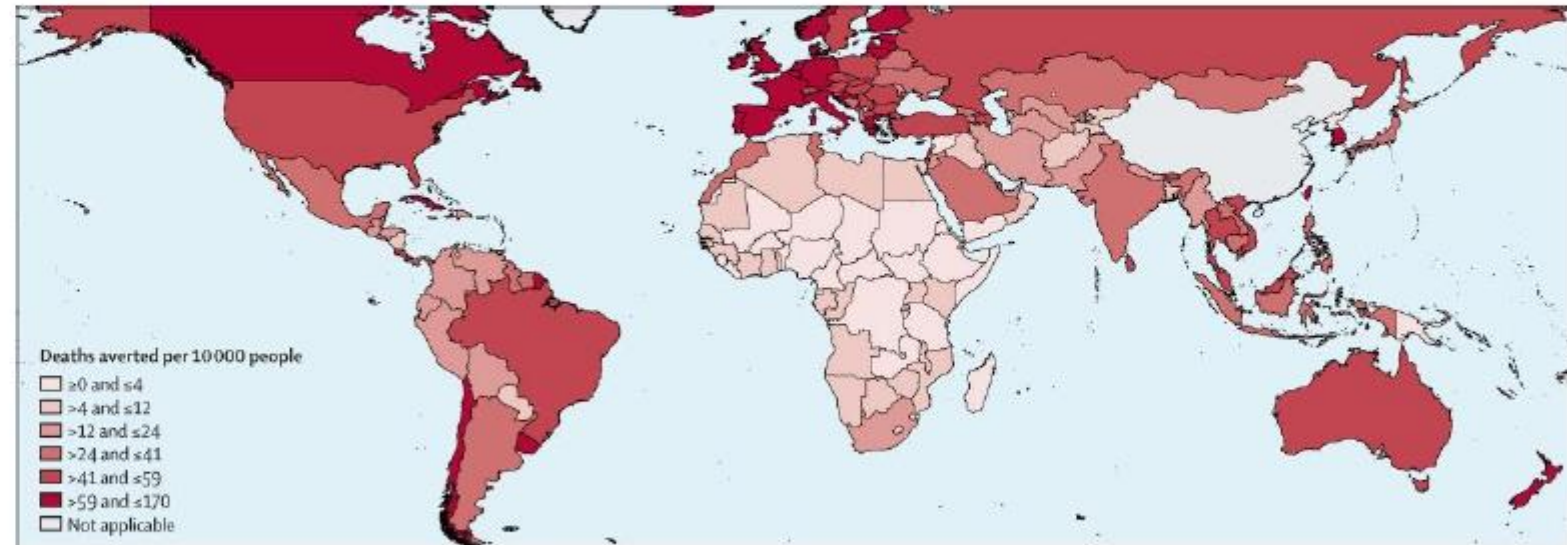 Deaths averted per 10 000 people
≥0 and ≤4
>4 and ≤12
>12 and ≤24
>24 and ≤41
>41 and ≤59
>59 and ≤170
Not applicable